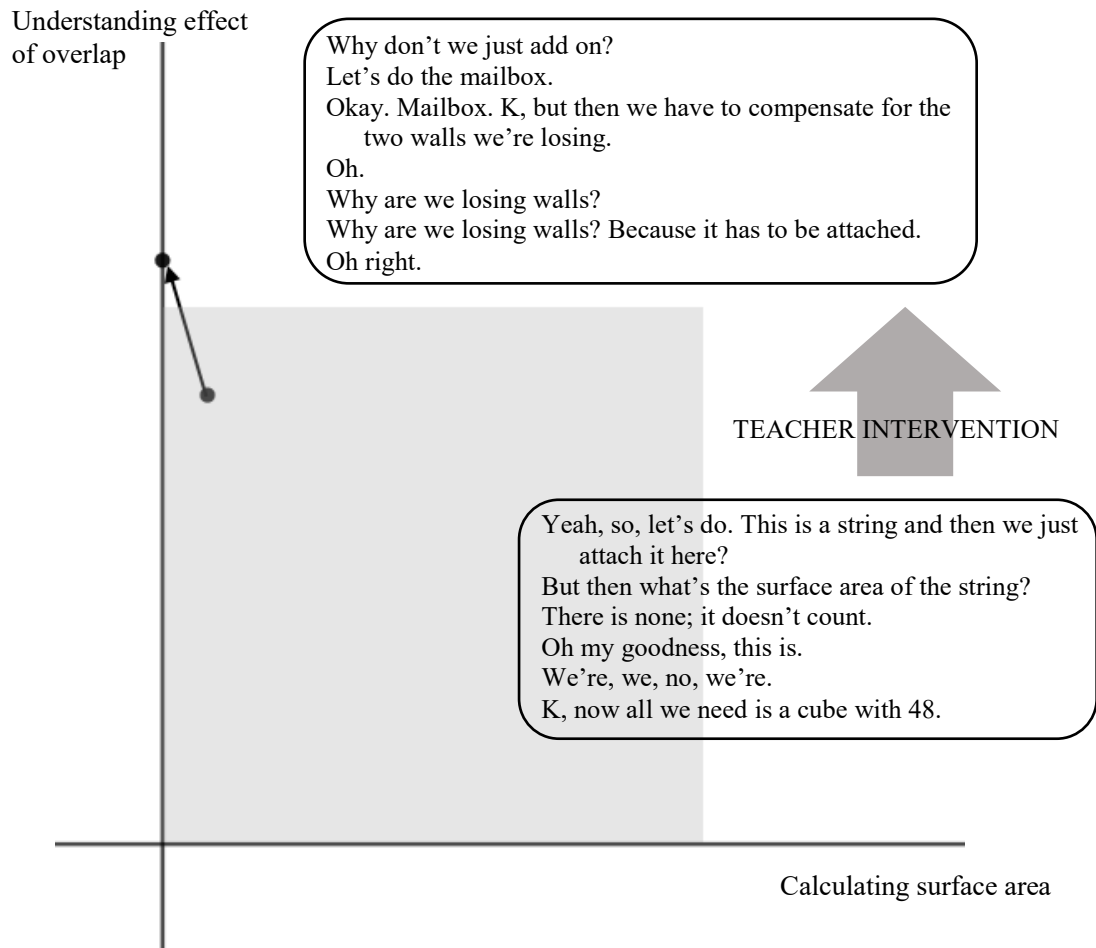 Understanding effect
of overlap
Why don’t we just add on?
Let’s do the mailbox.
Okay. Mailbox. K, but then we have to compensate for the
two walls we’re losing.
Oh.
Why are we losing walls?
Why are we losing walls? Because it has to be attached.
Oh right.
TEACHER INTERVENTION
Yeah, so, let’s do. This is a string and then we just
attach it here?
But then what’s the surface area of the string?
There is none; it doesn’t count.
Oh my goodness, this is.
We’re, we, no, we’re.
K, now all we need is a cube with 48.
Calculating surface area